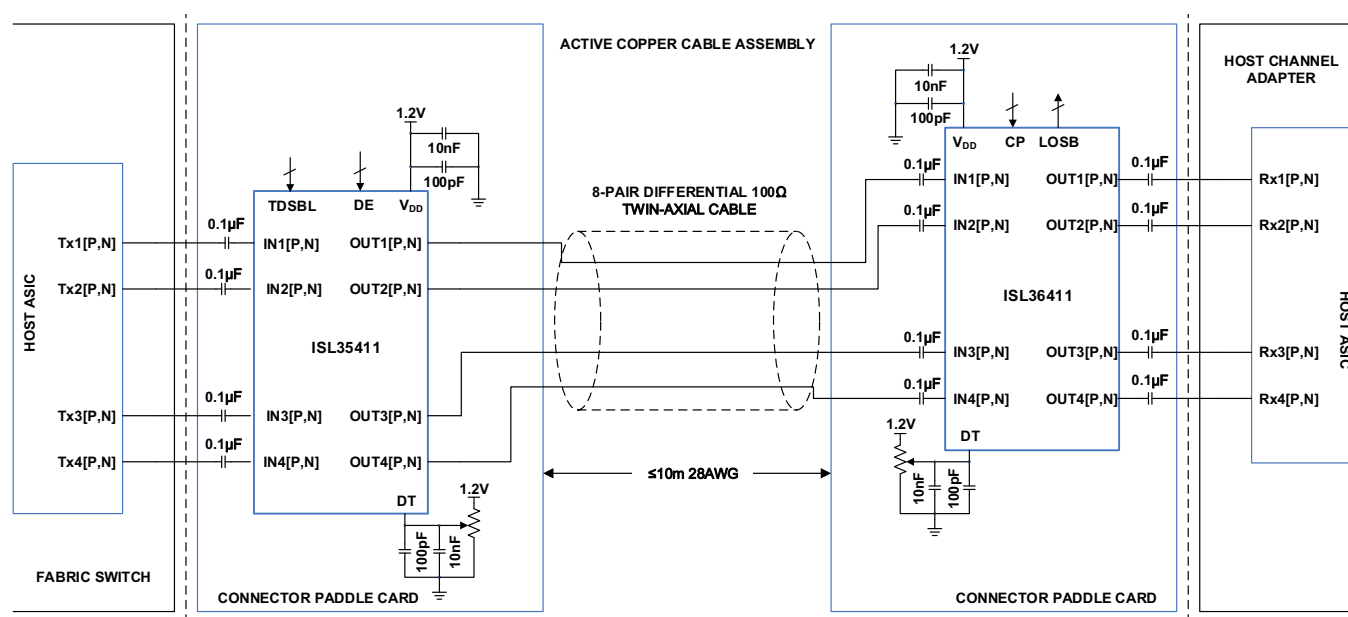 ACTIVE COPPER CABLE ASSEMBLY
HOST CHANNEL
ADAPTER
1.2V
10nF
100pF
1.2V
10nF
100pF
TDSBL
DE
VDD
VDD
CP
LOSB
8-PAIR DIFFERENTIAL 100Ω
TWIN-AXIAL CABLE
HOST ASIC
Tx1[P,N]
Tx2[P,N]
Tx3[P,N]
Tx4[P,N]
0.1µF
0.1µF
0.1µF
0.1µF
IN1[P,N]
IN2[P,N]
IN3[P,N]
IN4[P,N]
ISL35411
OUT1[P,N]
OUT2[P,N]
OUT3[P,N]
OUT4[P,N]
DT
1.2V
100pF
10nF
≤10m 28AWG
0.1µF
0.1µF
0.1µF
0.1µF
IN1[P,N]
IN2[P,N]
IN3[P,N]
IN4[P,N]
ISL36411
OUT1[P,N]
OUT2[P,N]
OUT3[P,N]
OUT4[P,N]
DT
1.2V
10nF
100pF
0.1µF
0.1µF
0.1µF
0.1µF
Rx1[P,N]
Rx2[P,N]
Rx3[P,N]
Rx4[P,N]
HOST ASIC
FABRIC SWITCH
CONNECTOR PADDLE CARD
CONNECTOR PADDLE CARD